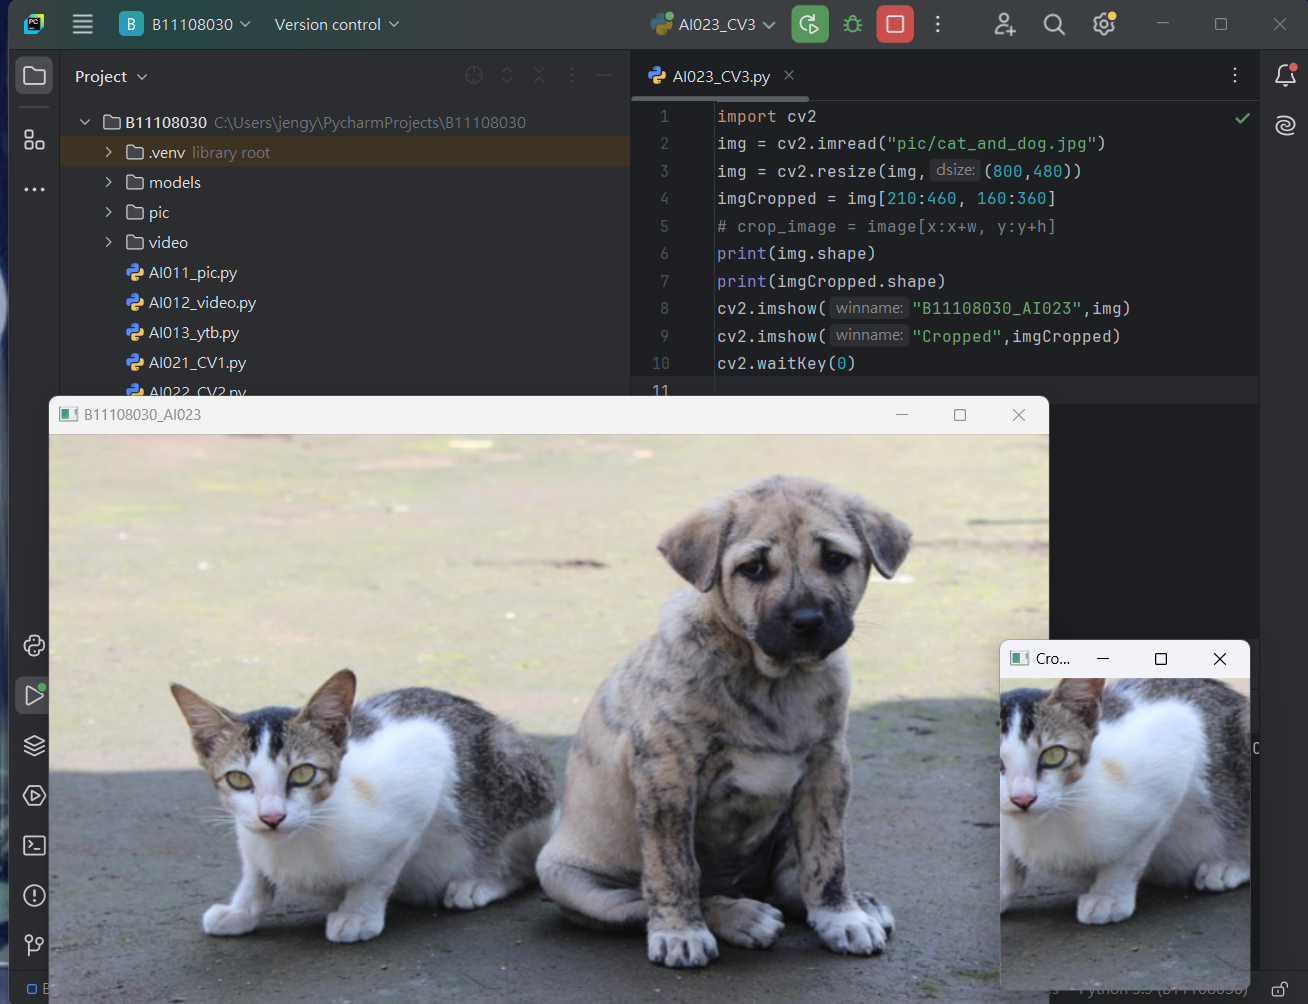 PC
B B11108030 Version control
AI023_CV3
Project
AI023_CV3.py
B11108030 C:\Users\jengy\PycharmProjects\B11108030
.venv library root
models
pic
video
AI011_pic.py
AI012_video.py
AI013_ytb.py
AI021_CV1.py
AI022_CV2.py
1 import cv2
2 img = cv2.imread("pic/cat_and_dog.jpg")
3 img = cv2.resize(img, dsize: (800,480))
4 imgCropped = img[210:460, 160:360]
5 # crop_image = image[x:x+w, y:y+h]
6 print(img.shape)
7 print(imgCropped.shape)
8 cv2.imshow( winname: "B11108030_AI023",img)
9 cv2.imshow( winname: "Cropped",imgCropped)
10 cv2.waitKey(0)
11
B11108030_AI023
Cro...